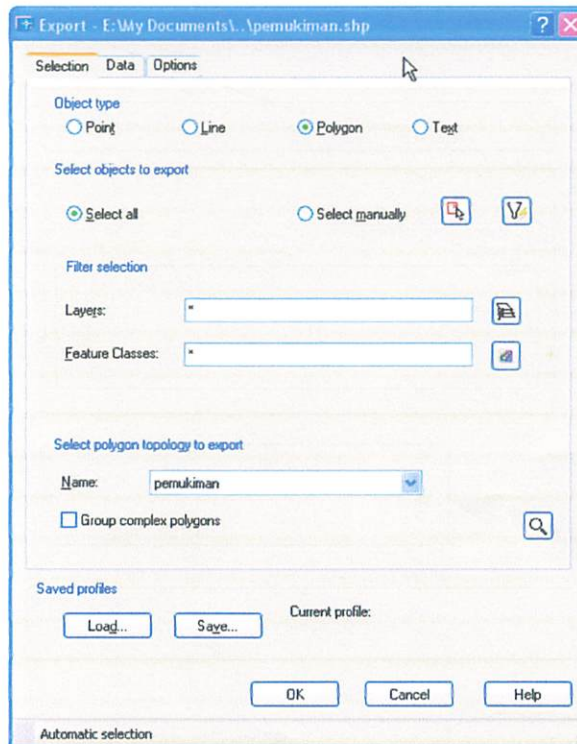 Export - E:\My Documents\..\pemukiman.shp
Selection Data Options
Object type
Point Line Polygon Text
Select objects to export
Select all Select manually
Filter selection
Layers: *
Feature Classes: *
Select polygon topology to export
Name: pemukiman
Group complex polygons
Saved profiles
Current profile:
Load... Save...
OK Cancel Help
Automatic selection